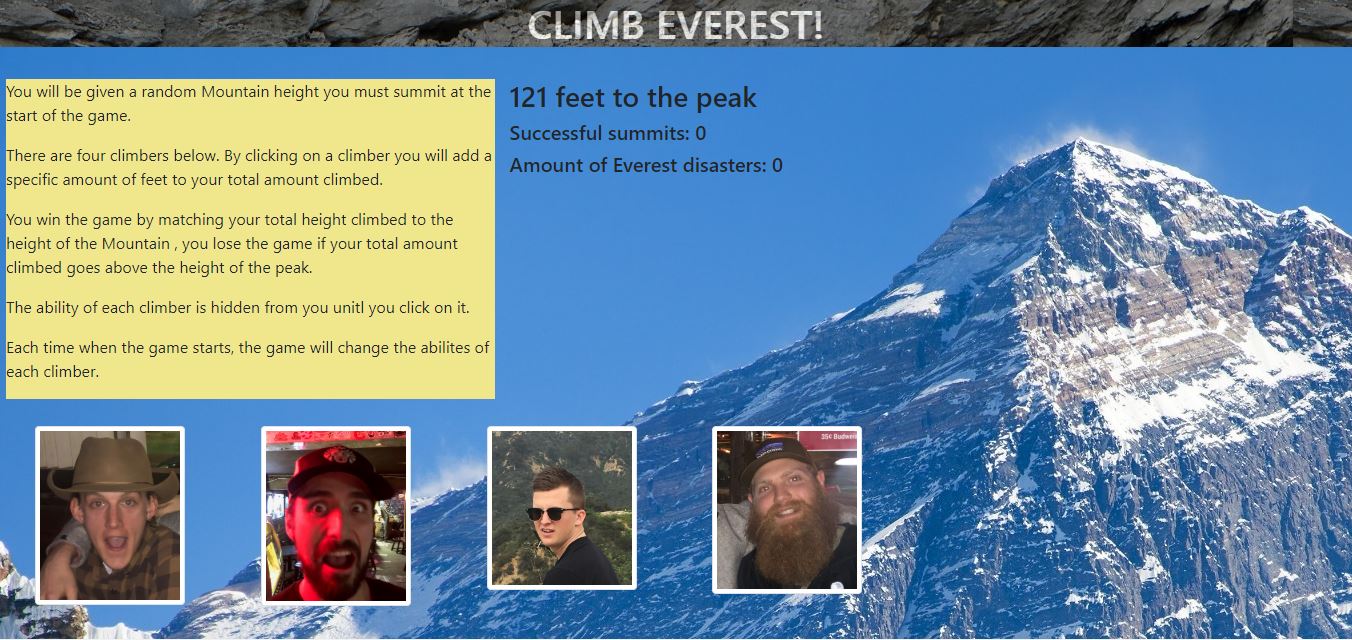 CLIMB EVEREST!
You will be given a random Mountain height you must summit at the
start of the game.
There are four climbers below. By clicking on a climber you will add a
specific amount of feet to your total amount climbed.
You win the game by matching your total height climbed to the
height of the Mountain , you lose the game if your total amount
climbed goes above the height of the peak.
The ability of each climber is hidden from you unitl you click on it.
Each time when the game starts, the game will change the abilites of
each climber.
121 feet to the peak
Successful summits: 0
Amount of Everest disasters: 0
35¢ Budwei